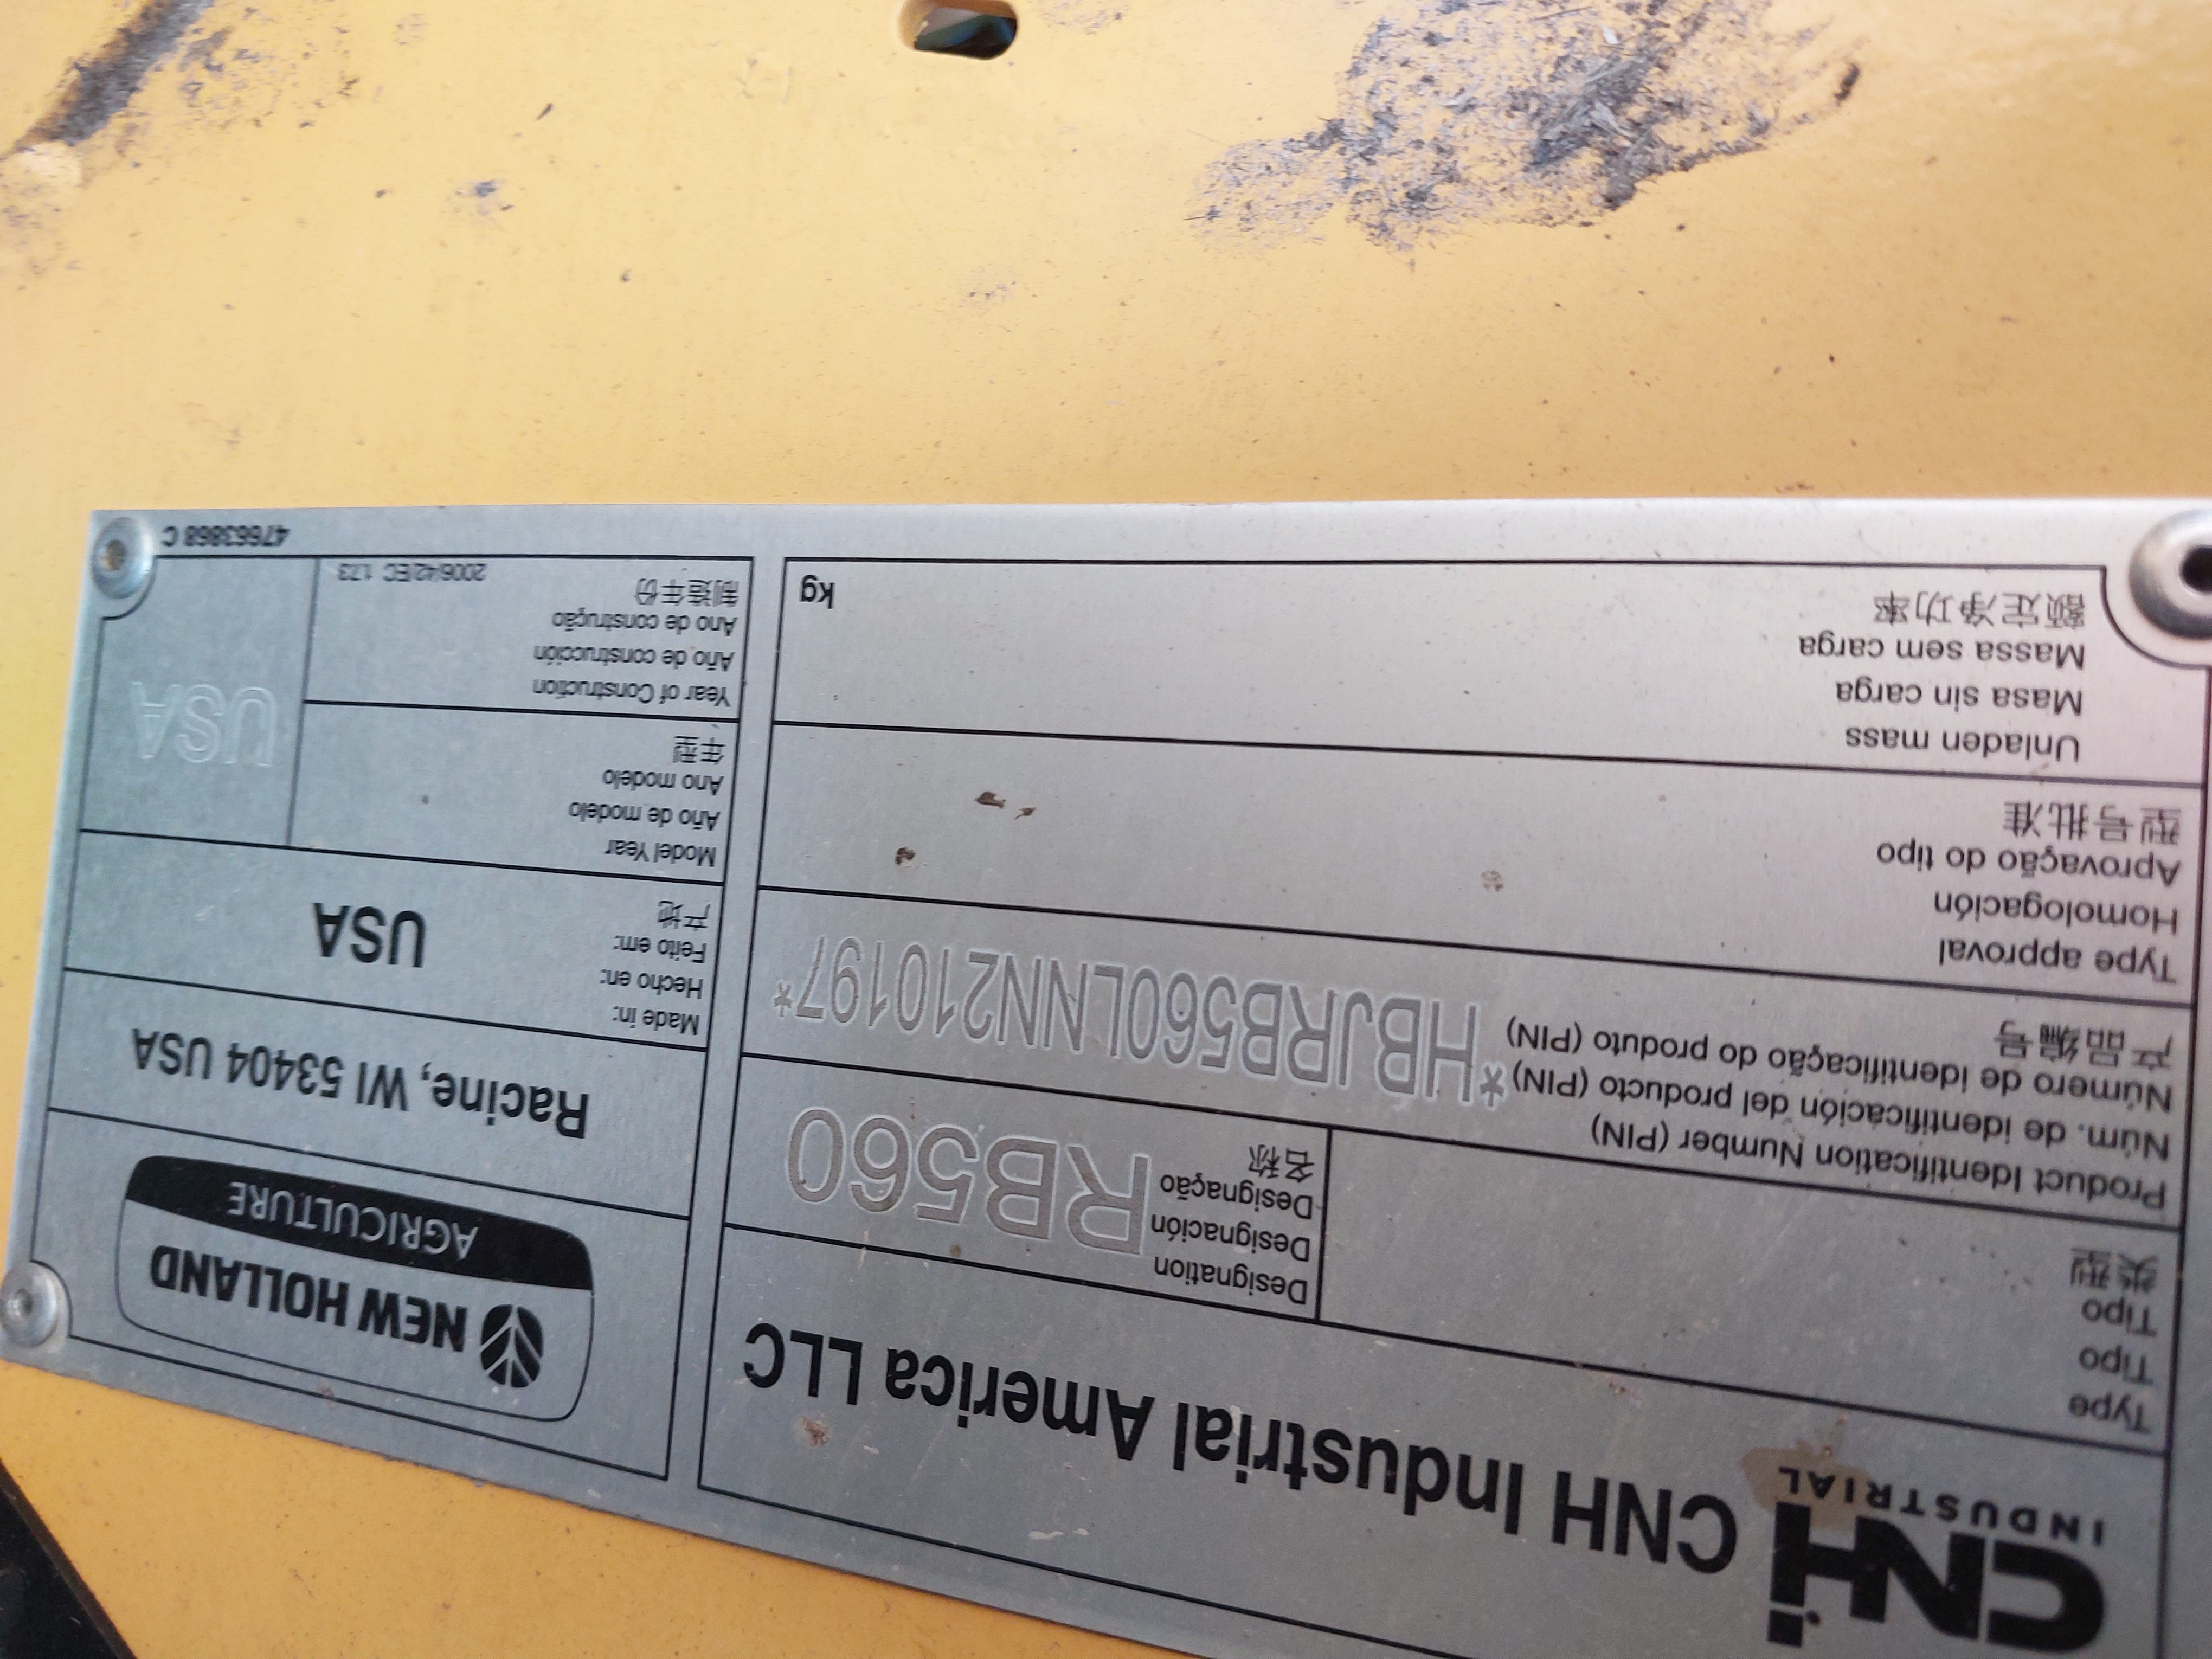 CNH
INDUSTRIAL
CNH Industrial America LLC
Type
Tipo
Tipo
类型
Designation
Designación
Designação
名称
RB560
Product Identification Number (PIN)
Núm. de identificación del producto (PIN)
Número de identificação do produto (PIN)
产品编号
*HBJRB560LNN210197*
Type approval
Homologación
Aprovação do tipo
型号批准
Unladen mass
Masa sin carga
Massa sem carga
额定净功率
kg
NEW HOLLAND
AGRICULTURE
Racine, WI 53404 USA
Made in:
Hecho en:
Feito em:
产地
USA
Model Year
Año de modelo
Ano modelo
年型
Year of Construction
Año de construcción
Ano de construção
制造年份
2006/42/EC 1.7.3
USA
47663868 C